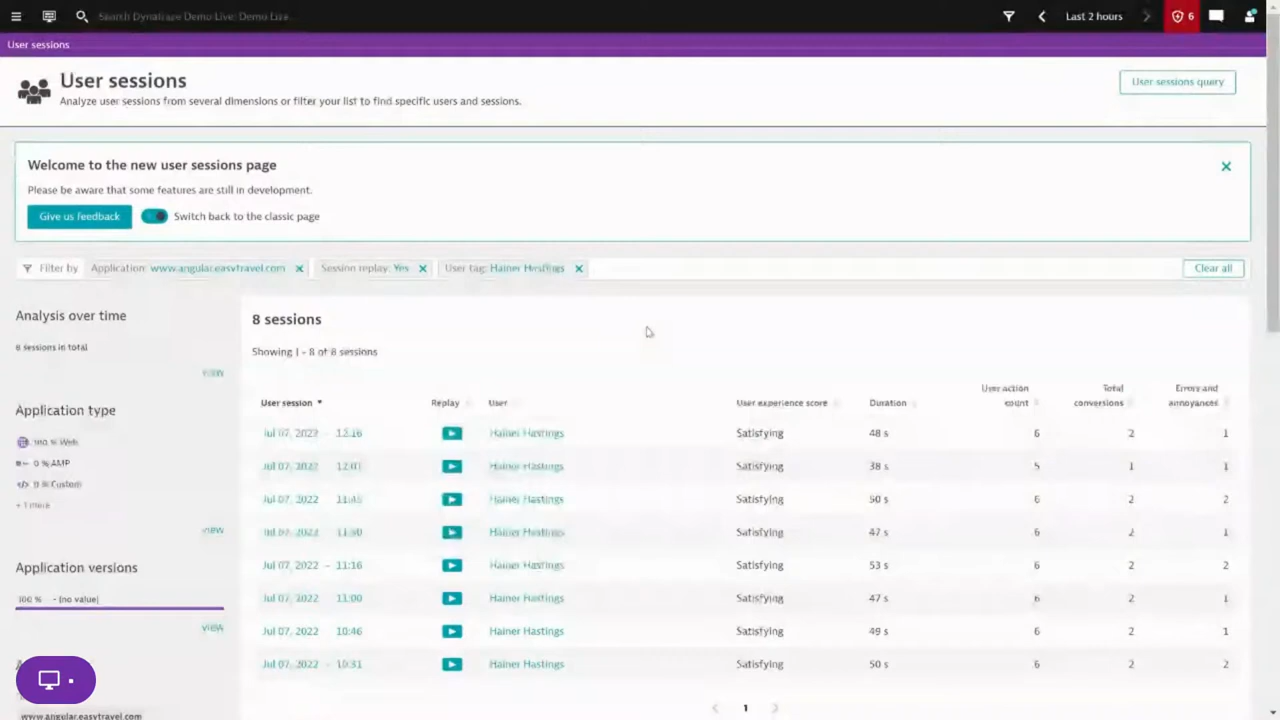 Search Dynatrace Demo Live: Demo Live...
Last 2 hours
6
User sessions
User sessions
Analyze user sessions from several dimensions or filter your list to find specific users and sessions.
User sessions query
Welcome to the new user sessions page
Please be aware that some features are still in development.
Give us feedback
Switch back to the classic page
Filter by
Application: www.angular.easytravel.com
Session replay: Yes
User tag: Hainer Hastings
Clear all
Analysis over time
8 sessions in total
VIEW
Application type
100 % Web
0 % AMP
0 % Custom
+ 1 more
VIEW
Application versions
100 % - (no value)
VIEW
www.angular.easytravel.com
8 sessions
Showing 1 - 8 of 8 sessions
User session Replay User User experience score Duration User action count Total conversions Errors and annoyances
Jul 07, 2022 - 12:16 Hainer Hastings Satisfying 48 s 6 2 1
Jul 07, 2022 12:01 Hainer Hastings Satisfying 38 s 5 1 1
Jul 07, 2022 11:45 Hainer Hastings Satisfying 50 s 6 2 2
Jul 07, 2022 11:30 Hainer Hastings Satisfying 47 s 6 2 1
Jul 07, 2022 - 11:16 Hainer Hastings Satisfying 53 s 6 2 2
Jul 07, 2022 11:00 Hainer Hastings Satisfying 47 s 6 2 1
Jul 07, 2022 10:46 Hainer Hastings Satisfying 49 s 6 2 1
Jul 07, 2022 - 10:31 Hainer Hastings Satisfying 50 s 6 2 2
1